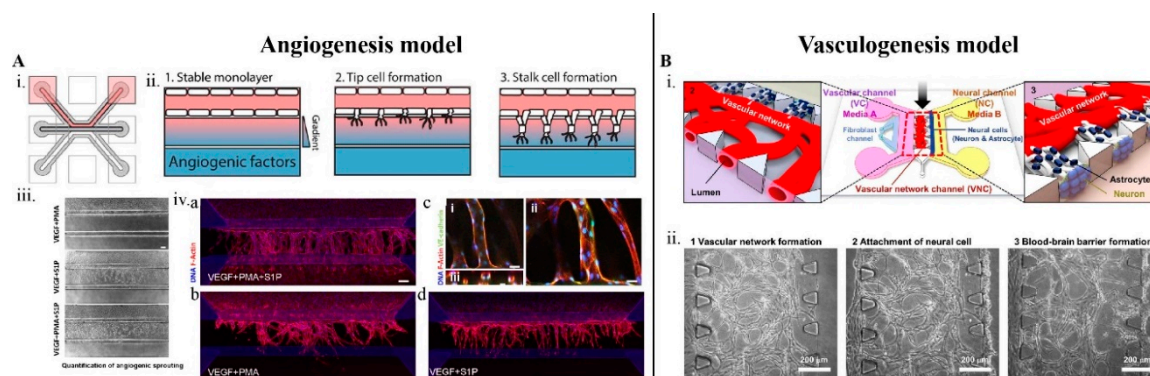 Angiogenesis model
A
i.
ii.
1. Stable monolayer
2. Tip cell formation
3. Stalk cell formation
Gradient
Angiogenic factors
iii.
VEGF+PMA
VEGF+S1P
VEGF+PMA+S1P
Quantification of angiogenic sprouting
iv.
a
DNA F-Actin
VEGF+PMA+S1P
b
VEGF+PMA
c
DNA F-Actin VE-cadherin
i
ii
iii
d
VEGF+S1P
Vasculogenesis model
B
i.
2
Vascular network
Lumen
Vascular channel
(VC)
Media A
Fibroblast
channel
Neural channel
(NC)
Media B
Neural cells
(Neuron & Astrocyte)
Vascular network channel (VNC)
3
Vascular network
Astrocyte
Neuron
ii.
1 Vascular network formation
2 Attachment of neural cell
3 Blood-brain barrier formation
200 μm
200 μm
200 μm